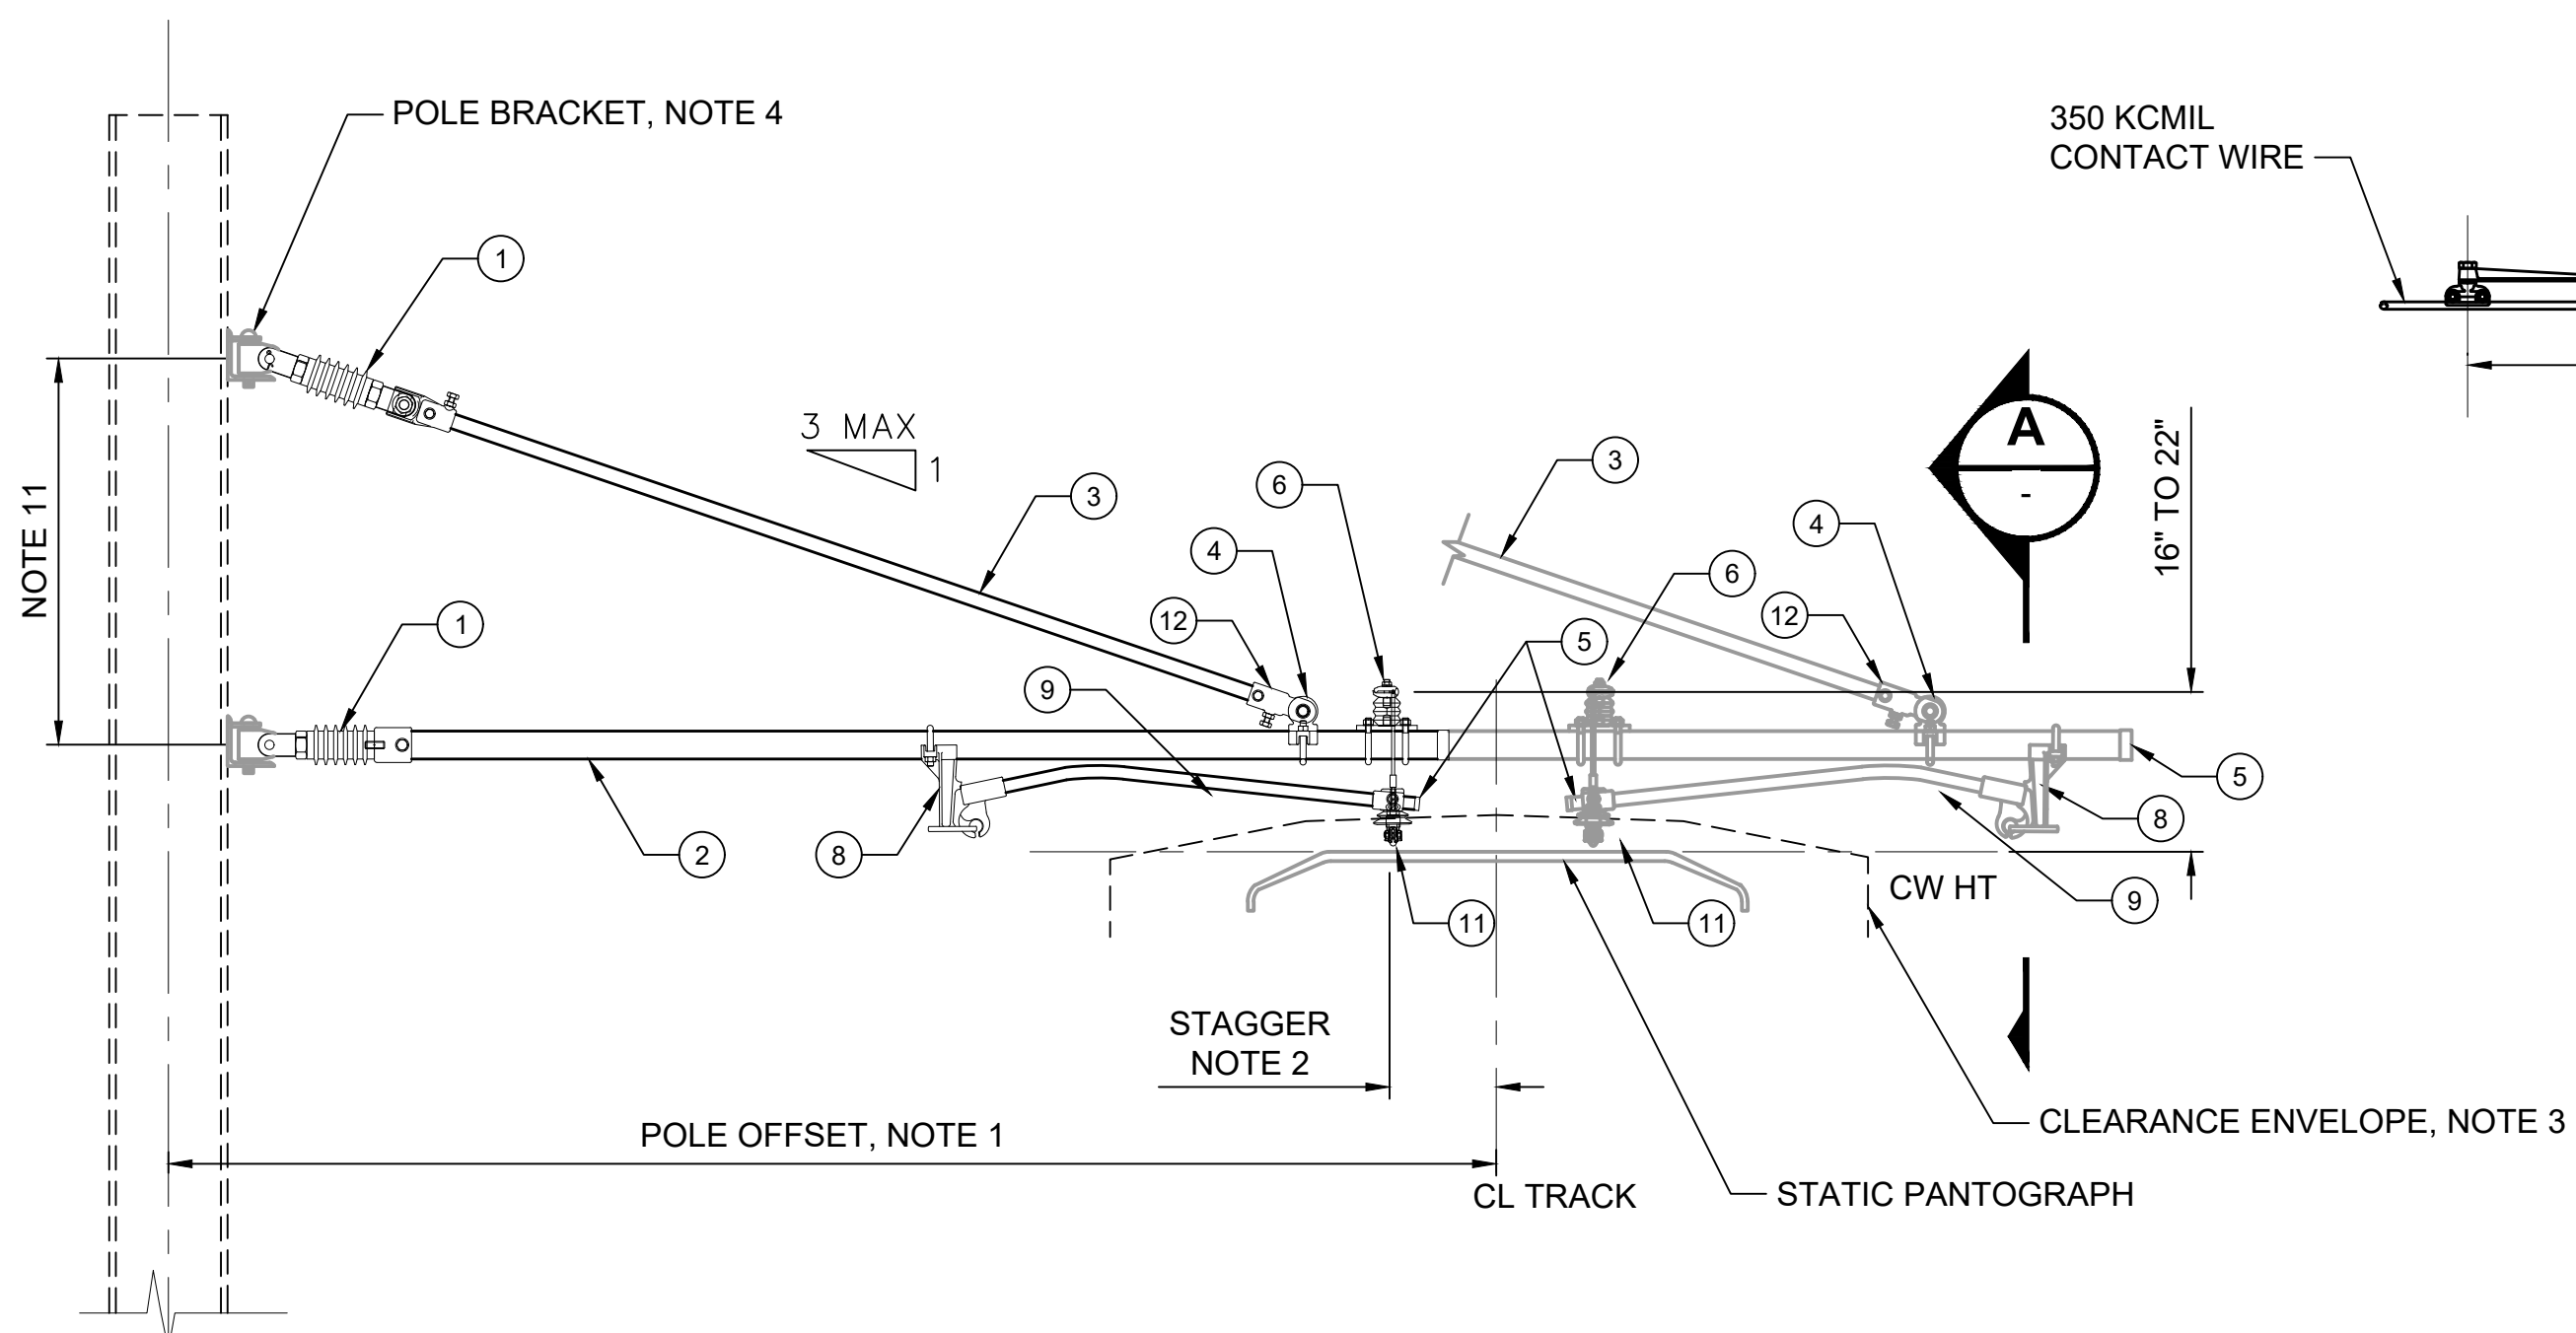 POLE BRACKET, NOTE 4
350 KCMIL
CONTACT WIRE
1
3 MAX
1
A
-
16" TO 22"
3
6
3
4
4
6
NOTE 11
12
12
1
5
9
5
2
8
8
11
11
CW HT
9
STAGGER
NOTE 2
POLE OFFSET, NOTE 1
CLEARANCE ENVELOPE, NOTE 3
CL TRACK
STATIC PANTOGRAPH